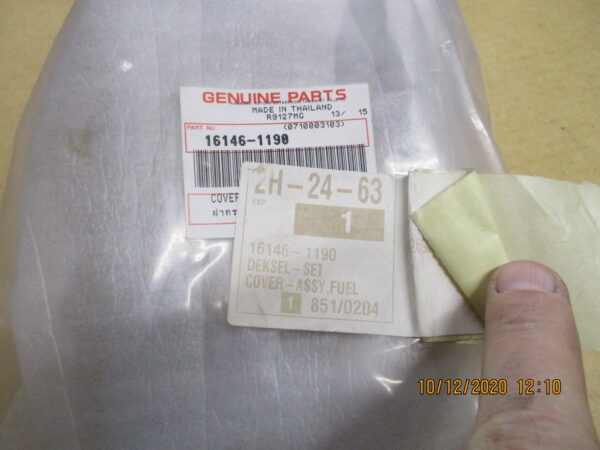 GENUINE PARTS
MADE IN THAILAND
R9127MG 13/ 15
PART No. (0710003103)
16146-1190
COVER
2H-24-63
ESP.
1
16146-1190
DEKSEL-SET
COVER-ASSY,FUEL
1 851/0204
10/12/2020 12:10